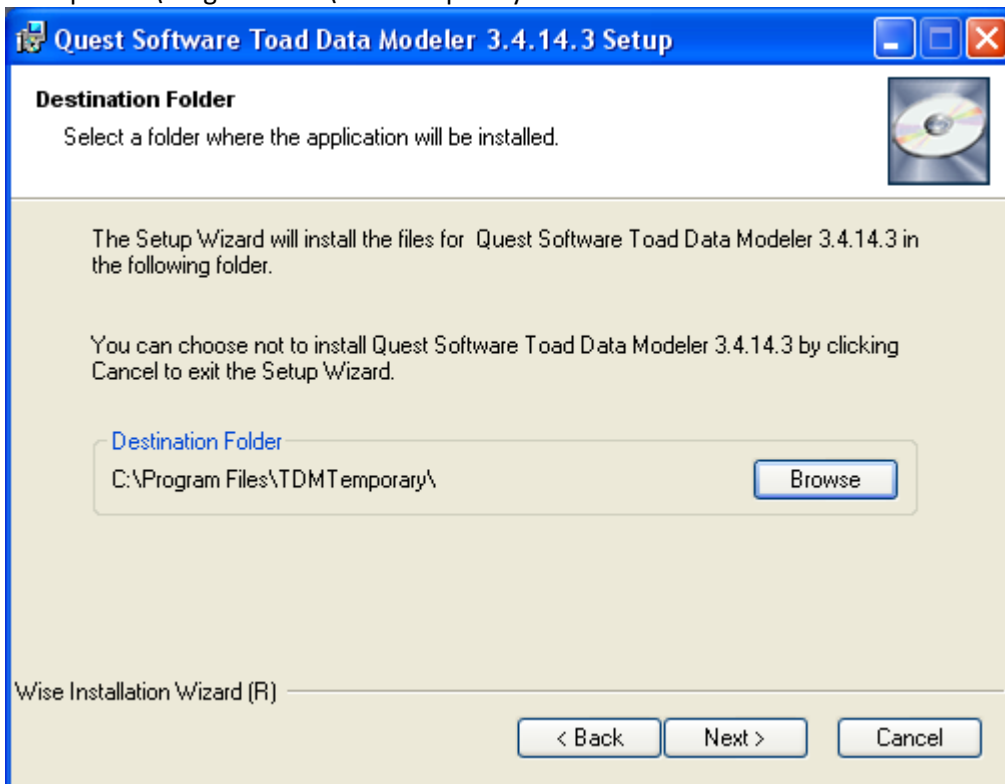 Quest Software Toad Data Modeler 3.4.14.3 Setup
Destination Folder
Select a folder where the application will be installed.
The Setup Wizard will install the files for Quest Software Toad Data Modeler 3.4.14.3 in
the following folder.
You can choose not to install Quest Software Toad Data Modeler 3.4.14.3 by clicking
Cancel to exit the Setup Wizard.
Destination Folder
C:\Program Files\TDMTemporary\
Browse
Wise Installation Wizard (R)
< Back Next > Cancel